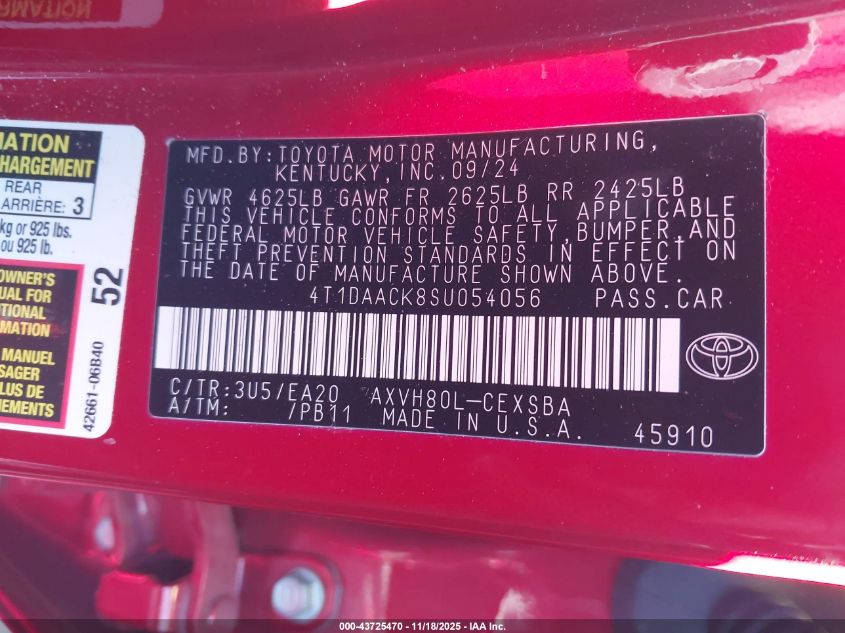 MATION
HARGEMENT
REAR
ARRIÈRE: 3
kg or 925 lbs.
ou 925 lb.
OWNER'S
UAL FOR
TIONAL
RMATION
MANUEL
SAGER
PLUS DE
EMENTS
52
42661-06B40
MFD.BY:TOYOTA MOTOR MANUFACTURING,
KENTUCKY,INC.09/24
GVWR 4625LB GAWR FR 2625LB RR 2425LB
THIS VEHICLE CONFORMS TO ALL APPLICABLE
FEDERAL MOTOR VEHICLE SAFETY,BUMPER,AND
THEFT PREVENTION STANDARDS IN EFFECT ON
THE DATE OF MANUFACTURE SHOWN ABOVE.
4T1DAACK8SU054056 PASS.CAR
C/TR:3U5/EA20 AXVH80L-CEXSBA
A/TM: /PB11 MADE IN U.S.A. 45910
000-43725470 - 11/18/2025 - IAA Inc.